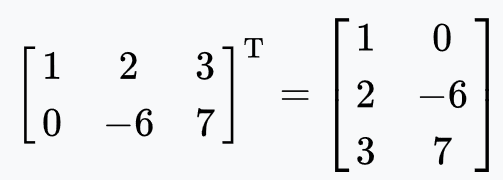 [1 2 3; 0 −6 7]ᵀ = [1 0; 2 −6; 3 7]